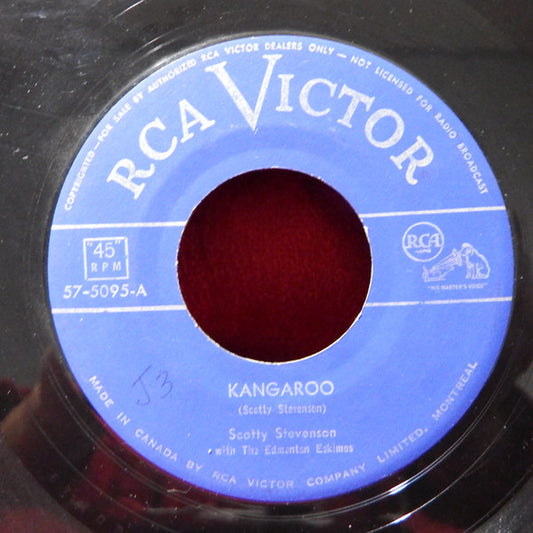 COPYRIGHTED—FOR SALE BY AUTHORIZED RCA VICTOR DEALERS ONLY — NOT LICENSED FOR RADIO BROADCAST
RCA VICTOR
"45"
RPM
57-5095-A
RCA
"HIS MASTER'S VOICE"
J3
KANGAROO
(Scotty Stevenson)
Scotty Stevenson
with The Edmonton Eskimos
MADE IN CANADA BY RCA VICTOR COMPANY LIMITED, MONTREAL